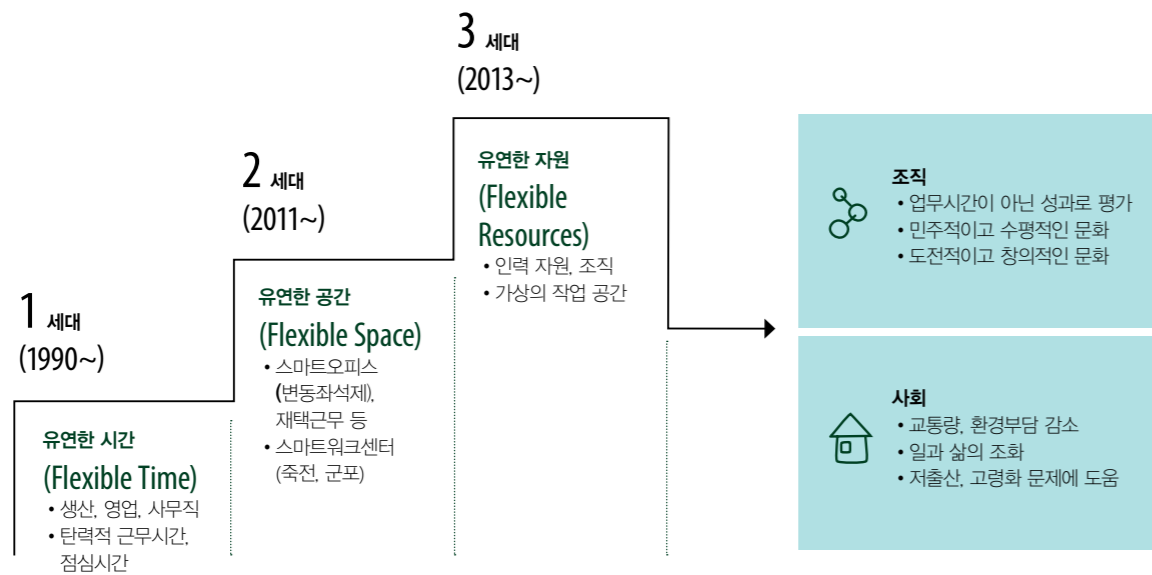 1 세대
(1990~)
유연한 시간
(Flexible Time)
• 생산, 영업, 사무직
• 탄력적 근무시간,
점심시간
2 세대
(2011~)
유연한 공간
(Flexible Space)
• 스마트오피스
(변동좌석제),
재택근무 등
• 스마트워크센터
(죽전, 군포)
3 세대
(2013~)
유연한 자원
(Flexible
Resources)
• 인력 자원, 조직
• 가상의 작업 공간
조직
• 업무시간이 아닌 성과로 평가
• 민주적이고 수평적인 문화
• 도전적이고 창의적인 문화
사회
• 교통량, 환경부담 감소
• 일과 삶의 조화
• 저출산, 고령화 문제에 도움